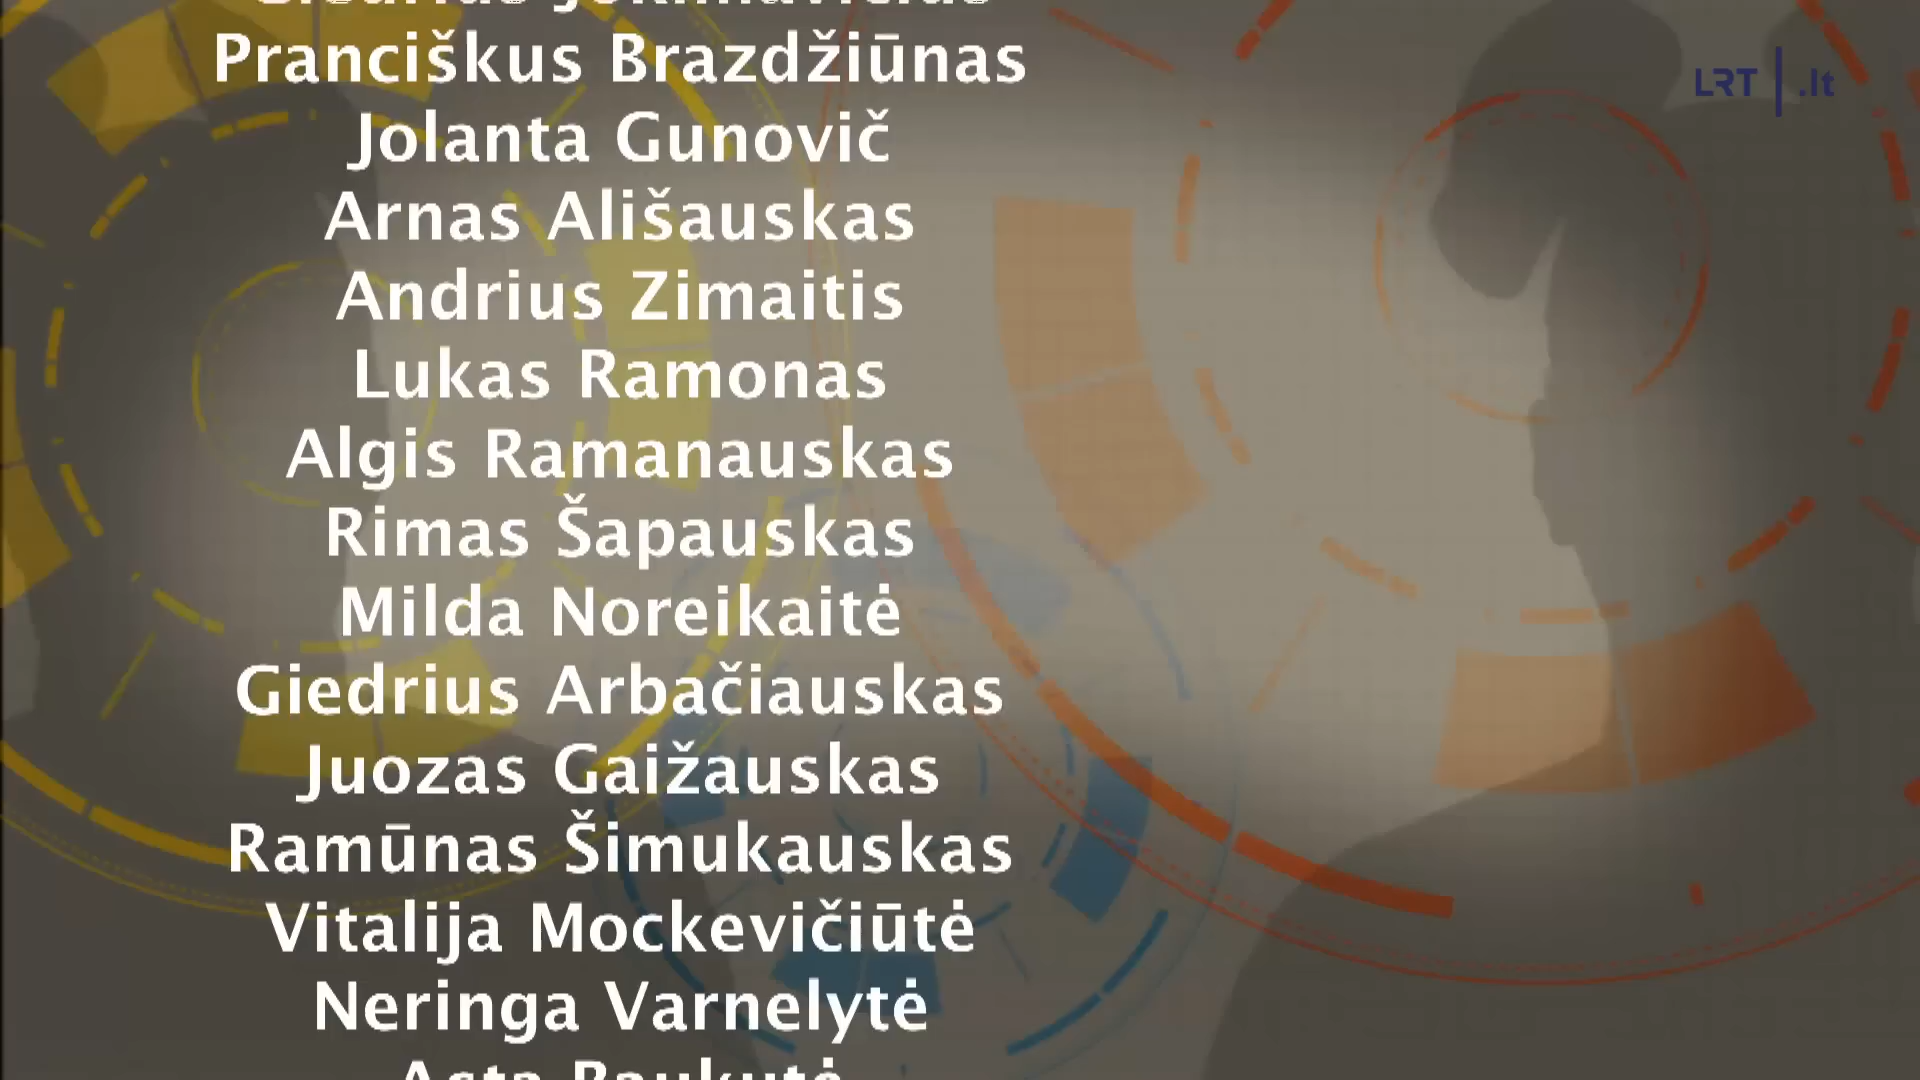 Pranciškus Brazdžiūnas
LRT .lt
Jolanta Gunovič
Arnas Ališauskas
Andrius Zimaitis
Lukas Ramonas
Algis Ramanauskas
Rimas Šapauskas
Milda Noreikaitė
Giedrius Arbačiauskas
Juozas Gaižauskas
Ramūnas Šimukauskas
Vitalija Mockevičiūtė
Neringa Varnelytė